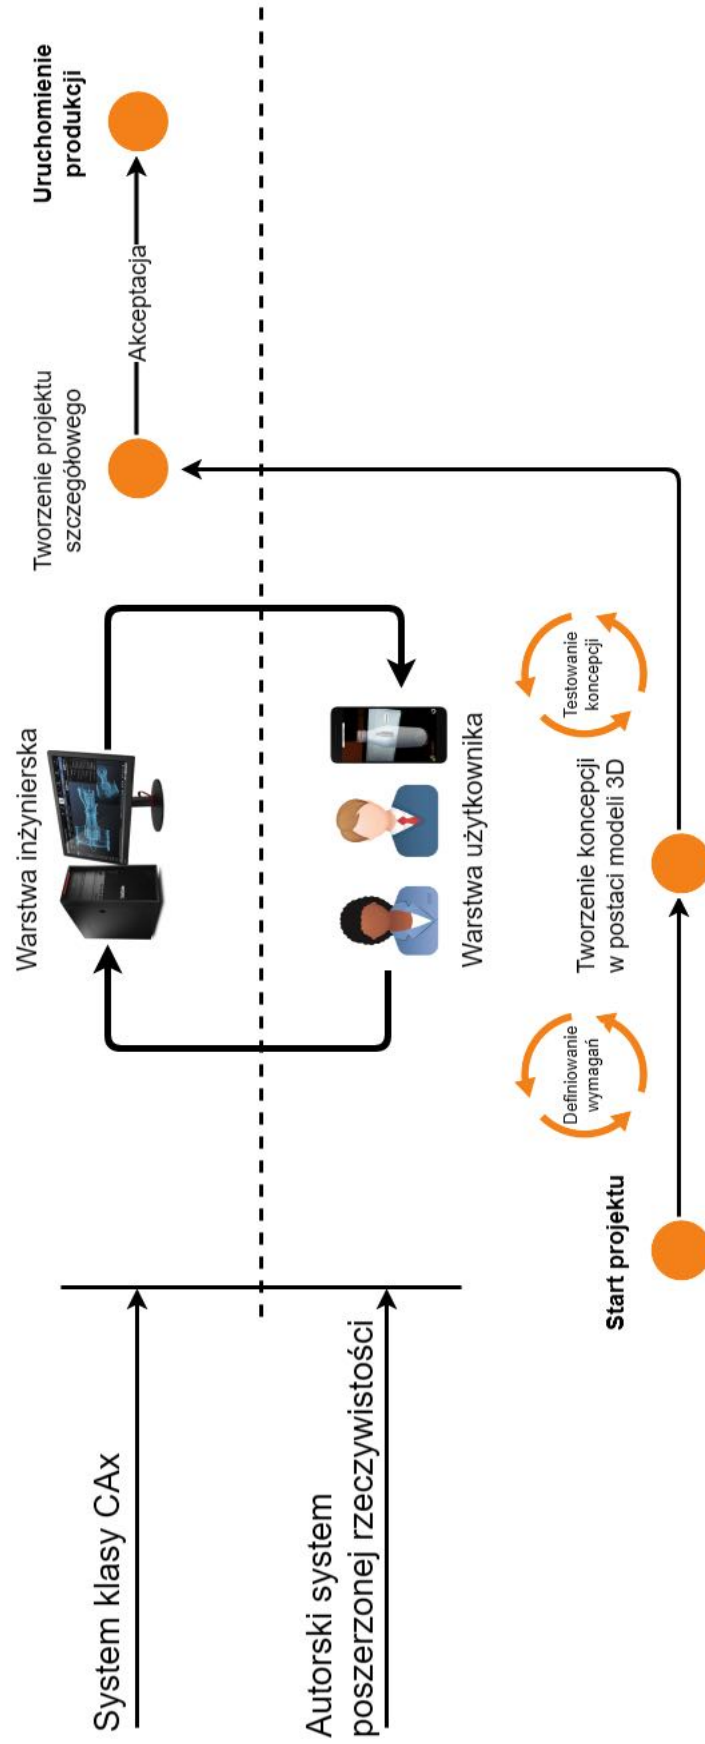 System klasy CAx
Autorski system
poszerzonej rzeczywistości
Warstwa inżynierska
Warstwa użytkownika
Start projektu
Definiowanie
wymagań
Tworzenie koncepcji
w postaci modeli 3D
Testowanie
koncepcji
Tworzenie projektu
szczegółowego
Akceptacja
Uruchomienie
produkcji